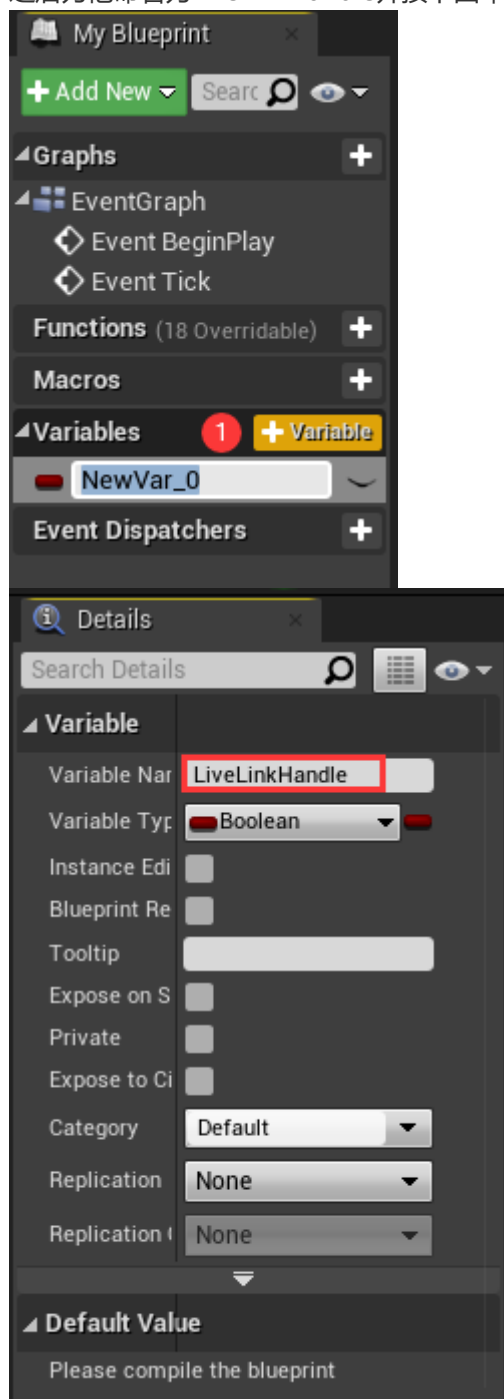 My Blueprint
Add New
Searc
Graphs
EventGraph
Event BeginPlay
Event Tick
Functions (18 Overridable)
Macros
Variables 1 Variable
NewVar_0
Event Dispatchers
Details
Search Details
Variable
Variable Nar LiveLinkHandle
Variable Typ Boolean
Instance Edi
Blueprint Re
Tooltip
Expose on S
Private
Expose to Ci
Category Default
Replication None
Replication None
Default Value
Please compile the blueprint